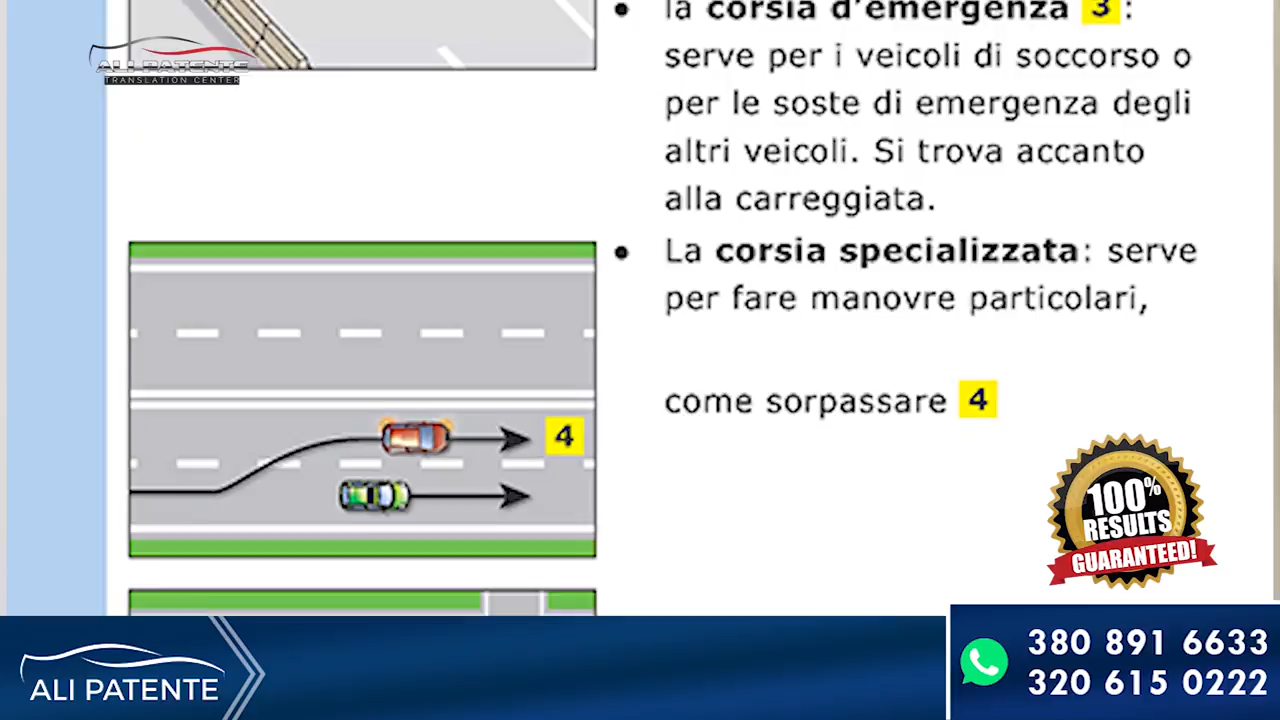 la corsia d'emergenza 3:
serve per i veicoli di soccorso o
per le soste di emergenza degli
altri veicoli. Si trova accanto
alla carreggiata.
ALI PATENTE
TRANSLATION CENTER
• La corsia specializzata: serve
per fare manovre particolari,
come sorpassare 4
4
100%
RESULTS
GUARANTEED!
ALI PATENTE
380 891 6633
320 615 0222